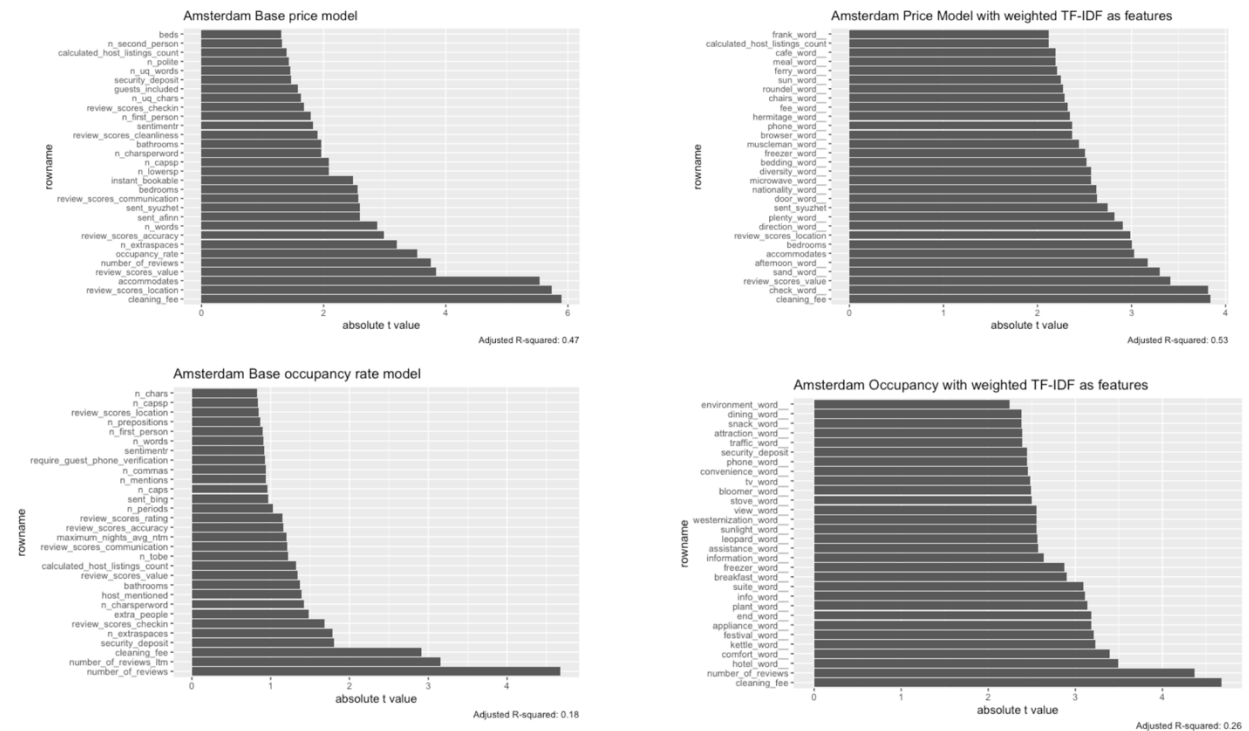 Amsterdam Base price model
beds
n_second_person
calculated_host_listings_count
n_polite
n_uq_words
security_deposit
guests_included
n_uq_chars
review_scores_checkin
n_first_person
sentimentr
review_scores_cleanliness
bathrooms
n_charsperword
n_capsp
n_lowersp
instant_bookable
bedrooms
review_scores_communication
sent_syuzhet
sent_afinn
n_words
review_scores_accuracy
n_extraspaces
occupancy_rate
number_of_reviews
review_scores_value
accommodates
review_scores_location
cleaning_fee
rowname
0 2 4 6
absolute t value
Adjusted R-squared: 0.47
Amsterdam Price Model with weighted TF-IDF as features
frank_word__
calculated_host_listings_count
cafe_word__
meal_word__
ferry_word__
sun_word__
roundel_word__
chairs_word__
fee_word__
hermitage_word__
phone_word__
browser_word__
muscleman_word__
freezer_word__
bedding_word__
diversity_word__
microwave_word__
nationality_word__
door_word__
sent_syuzhet
plenty_word__
direction_word__
review_scores_location
bedrooms
accommodates
afternoon_word__
sand_word__
review_scores_value
check_word__
cleaning_fee
rowname
0 1 2 3 4
absolute t value
Adjusted R-squared: 0.53
Amsterdam Base occupancy rate model
n_chars
n_capsp
review_scores_location
n_prepositions
n_first_person
n_words
sentimentr
require_guest_phone_verification
n_commas
n_mentions
n_caps
sent_bing
n_periods
review_scores_rating
review_scores_accuracy
maximum_nights_avg_ntm
review_scores_communication
n_tobe
calculated_host_listings_count
review_scores_value
bathrooms
host_mentioned
n_charsperword
extra_people
review_scores_checkin
n_extraspaces
security_deposit
cleaning_fee
number_of_reviews_ltm
number_of_reviews
rowname
0 1 2 3 4
absolute t value
Adjusted R-squared: 0.18
Amsterdam Occupancy with weighted TF-IDF as features
environment_word__
dining_word__
snack_word__
attraction_word__
traffic_word__
security_deposit
phone_word__
convenience_word__
tv_word__
bloomer_word__
stove_word__
view_word__
westernization_word__
sunlight_word__
leopard_word__
assistance_word__
information_word__
freezer_word__
breakfast_word__
suite_word__
info_word__
plant_word__
end_word__
appliance_word__
festival_word__
kettle_word__
comfort_word__
hotel_word__
number_of_reviews
cleaning_fee
rowname
0 1 2 3 4
absolute t value
Adjusted R-squared: 0.26